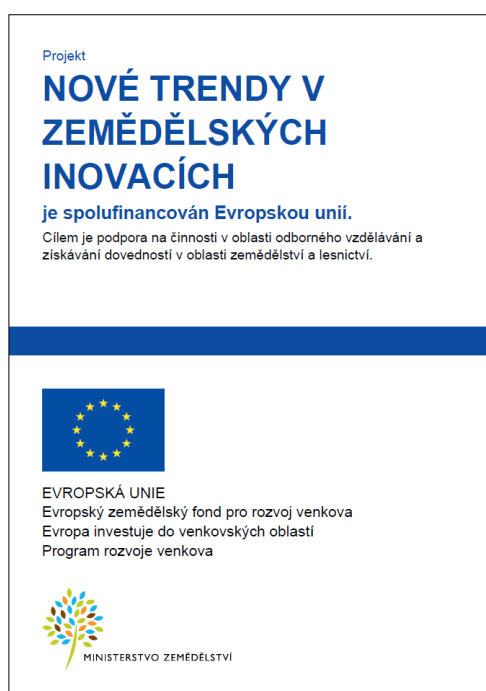 Projekt
NOVÉ TRENDY V
ZEMĚDĚLSKÝCH
INOVACÍCH
je spolufinancován Evropskou unií.
Cílem je podpora na činnosti v oblasti odborného vzdělávání a
získávání dovedností v oblasti zemědělství a lesnictví.
EVROPSKÁ UNIE
Evropský zemědělský fond pro rozvoj venkova
Evropa investuje do venkovských oblastí
Program rozvoje venkova
MINISTERSTVO ZEMĚDĚLSTVÍ